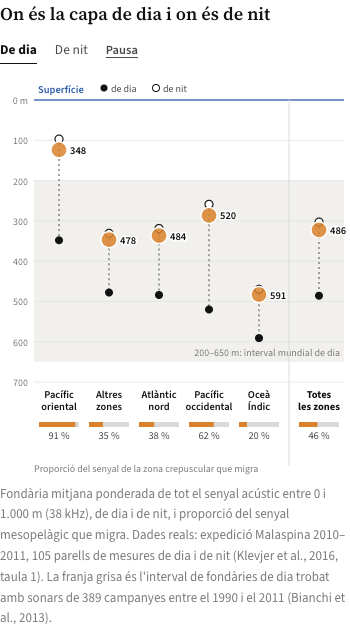 On és la capa de dia i on és de nit
De dia De nit Pausa
Superfície de dia de nit
0 m
100
200
300
400
500
600
700
348
478
484
520
591
486
200–650 m: interval mundial de dia
Pacífic oriental
Altres zones
Atlàntic nord
Pacífic occidental
Oceà Índic
Totes les zones
91 %
35 %
38 %
62 %
20 %
46 %
Proporció del senyal de la zona crepuscular que migra
Fondària mitjana ponderada de tot el senyal acústic entre 0 i
1.000 m (38 kHz), de dia i de nit, i proporció del senyal
mesopelàgic que migra. Dades reals: expedició Malaspina 2010–
2011, 105 parells de mesures de dia i de nit (Klevjer et al., 2016,
taula 1). La franja grisa és l'interval de fondàries de dia trobat
amb sonars de 389 campanyes entre el 1990 i el 2011 (Bianchi et
al., 2013).